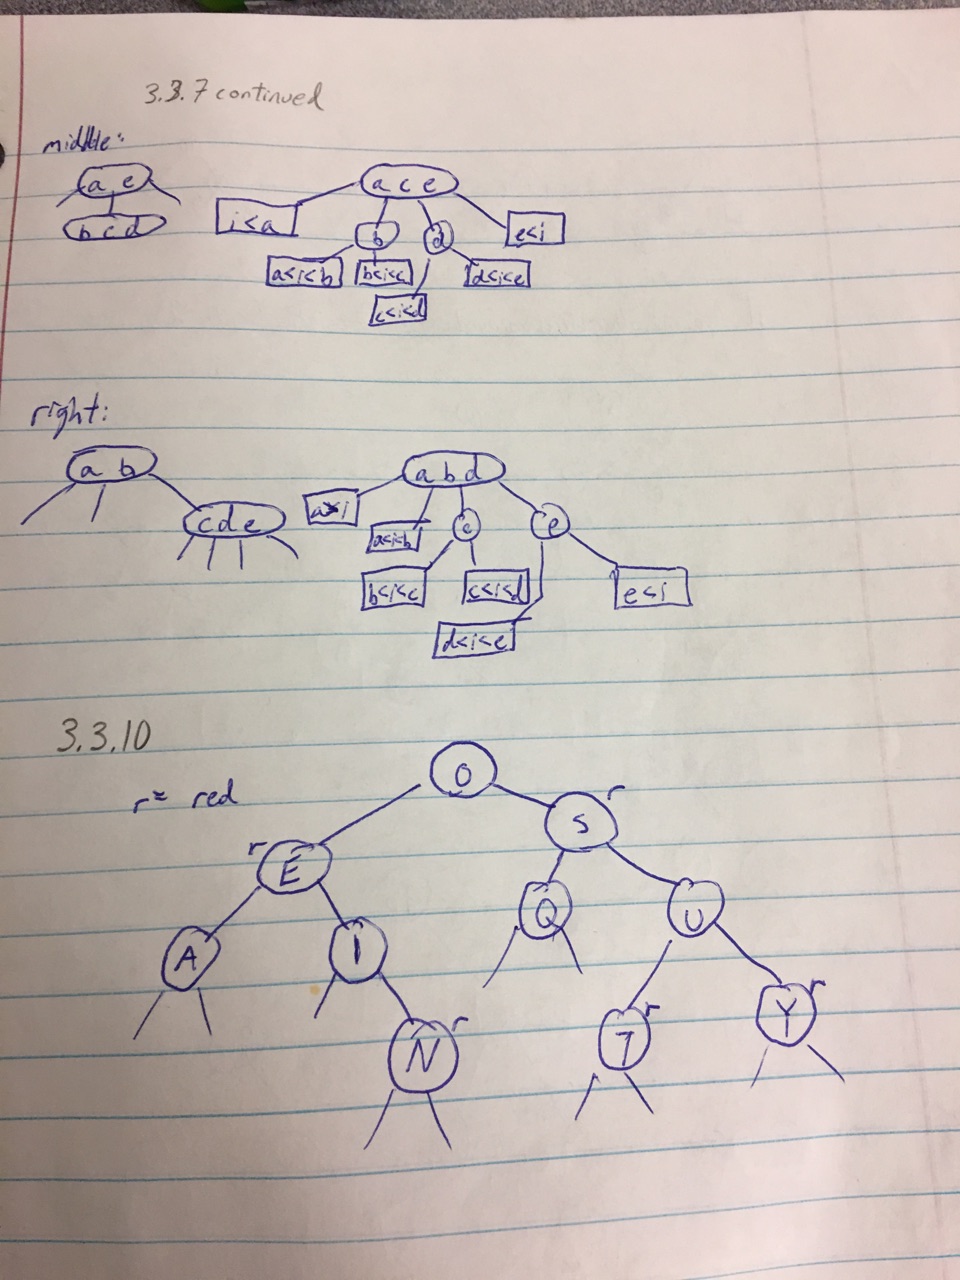 3.3.7 continued
middle:
a e
a c e
b c d
i<a
b
d
e<i
a<i<b
b<i<c
d<i<e
c<i<d
right:
a b
a b d
c d e
a>i
a<i<b
c
e
b<i<c
c<i<d
e<i
d<i<e
3.3.10
r = red
O
r
S
r
E
A
I
Q
U
N
r
T
r
Y
r